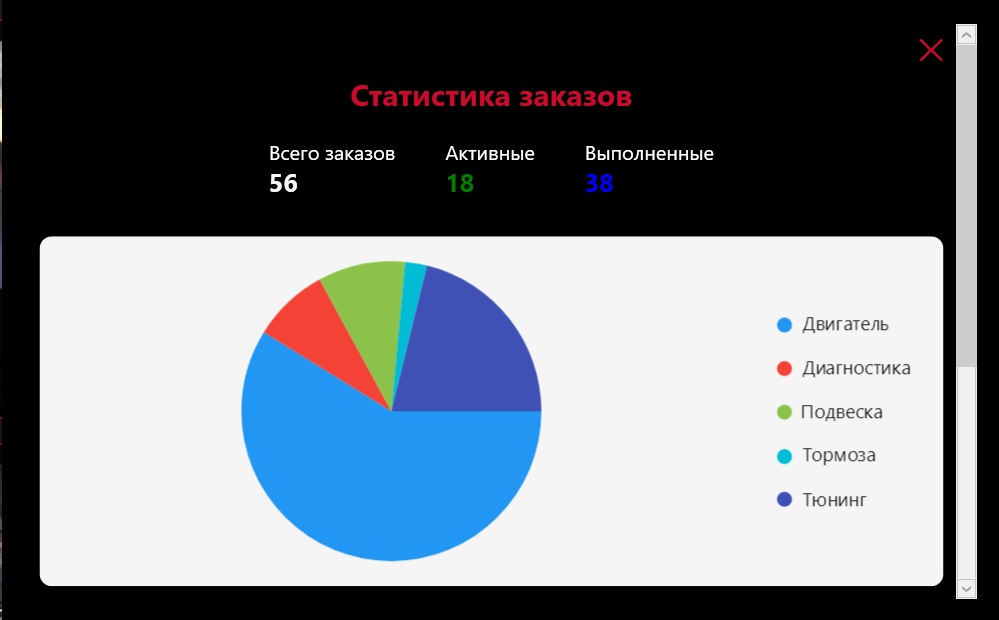 Статистика заказов
Всего заказов Активные Выполненные
56 18 38
Двигатель
Диагностика
Подвеска
Тормоза
Тюнинг